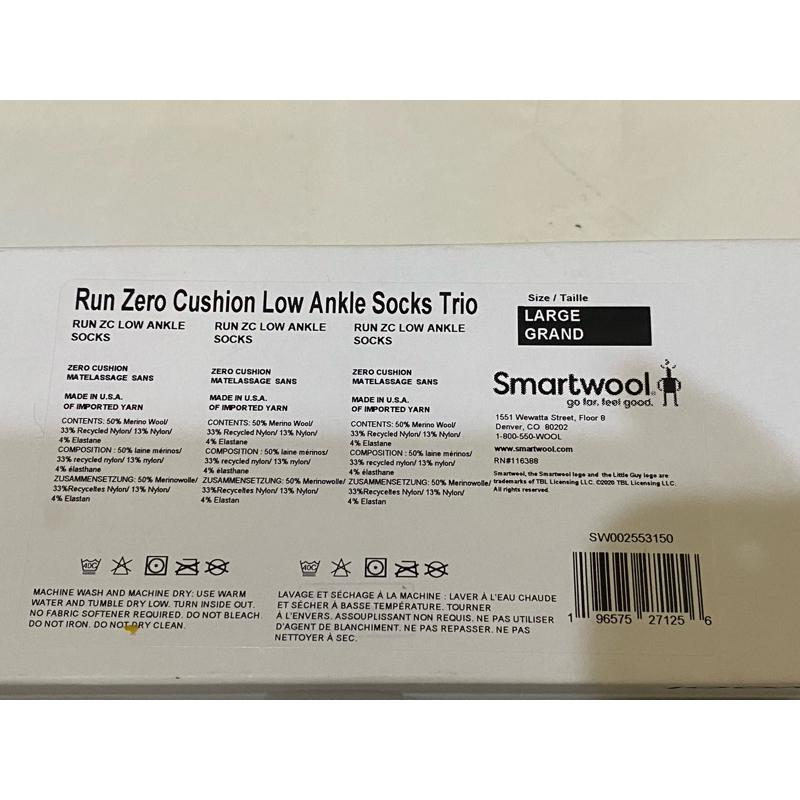 Run Zero Cushion Low Ankle Socks Trio
RUN ZC LOW ANKLE
SOCKS
ZERO CUSHION
MATELASSAGE SANS
MADE IN U.S.A.
OF IMPORTED YARN
CONTENTS: 50% Merino Wool/
33% Recycled Nylon/ 13% Nylon/
4% Elastane
COMPOSITION : 50% laine mérinos/
33% recycled nylon/ 13% nylon/
4% élasthane
ZUSAMMENSETZUNG: 50% Merinowolle/
33%Recyceltes Nylon/ 13% Nylon/
4% Elastan
RUN ZC LOW ANKLE
SOCKS
ZERO CUSHION
MATELASSAGE SANS
MADE IN U.S.A.
OF IMPORTED YARN
CONTENTS: 50% Merino Wool/
33% Recycled Nylon/ 13% Nylon/
4% Elastane
COMPOSITION : 50% laine mérinos/
33% recycled nylon/ 13% nylon/
4% élasthane
ZUSAMMENSETZUNG: 50% Merinowolle/
33%Recyceltes Nylon/ 13% Nylon/
4% Elastan
RUN ZC LOW ANKLE
SOCKS
ZERO CUSHION
MATELASSAGE SANS
MADE IN U.S.A.
OF IMPORTED YARN
CONTENTS: 50% Merino Wool/
33% Recycled Nylon/ 13% Nylon/
4% Elastane
COMPOSITION : 50% laine mérinos/
33% recycled nylon/ 13% nylon/
4% élasthane
ZUSAMMENSETZUNG: 50% Merinowolle/
33%Recyceltes Nylon/ 13% Nylon/
4% Elastan
Size / Taille
LARGE
GRAND
Smartwool®
go far. feel good.
1551 Wewatta Street, Floor 8
Denver, CO 80202
1-800-550-WOOL
www.smartwool.com
RN#116388
Smartwool, the Smartwool logo and the Little Guy logo are
trademarks of TBL Licensing LLC. ©2020 TBL Licensing LLC.
All rights reserved.
SW002553150
1 96575 27125 6
40C
MACHINE WASH AND MACHINE DRY: USE WARM
WATER AND TUMBLE DRY LOW. TURN INSIDE OUT.
NO FABRIC SOFTENER REQUIRED. DO NOT BLEACH.
DO NOT IRON. DO NOT DRY CLEAN.
40C
LAVAGE ET SÉCHAGE À LA MACHINE : LAVER À L'EAU CHAUDE
ET SÉCHER À BASSE TEMPÉRATURE. TOURNER
À L'ENVERS. ASSOUPLISSANT NON REQUIS. NE PAS UTILISER
D'AGENT DE BLANCHIMENT. NE PAS REPASSER. NE PAS
NETTOYER À SEC.